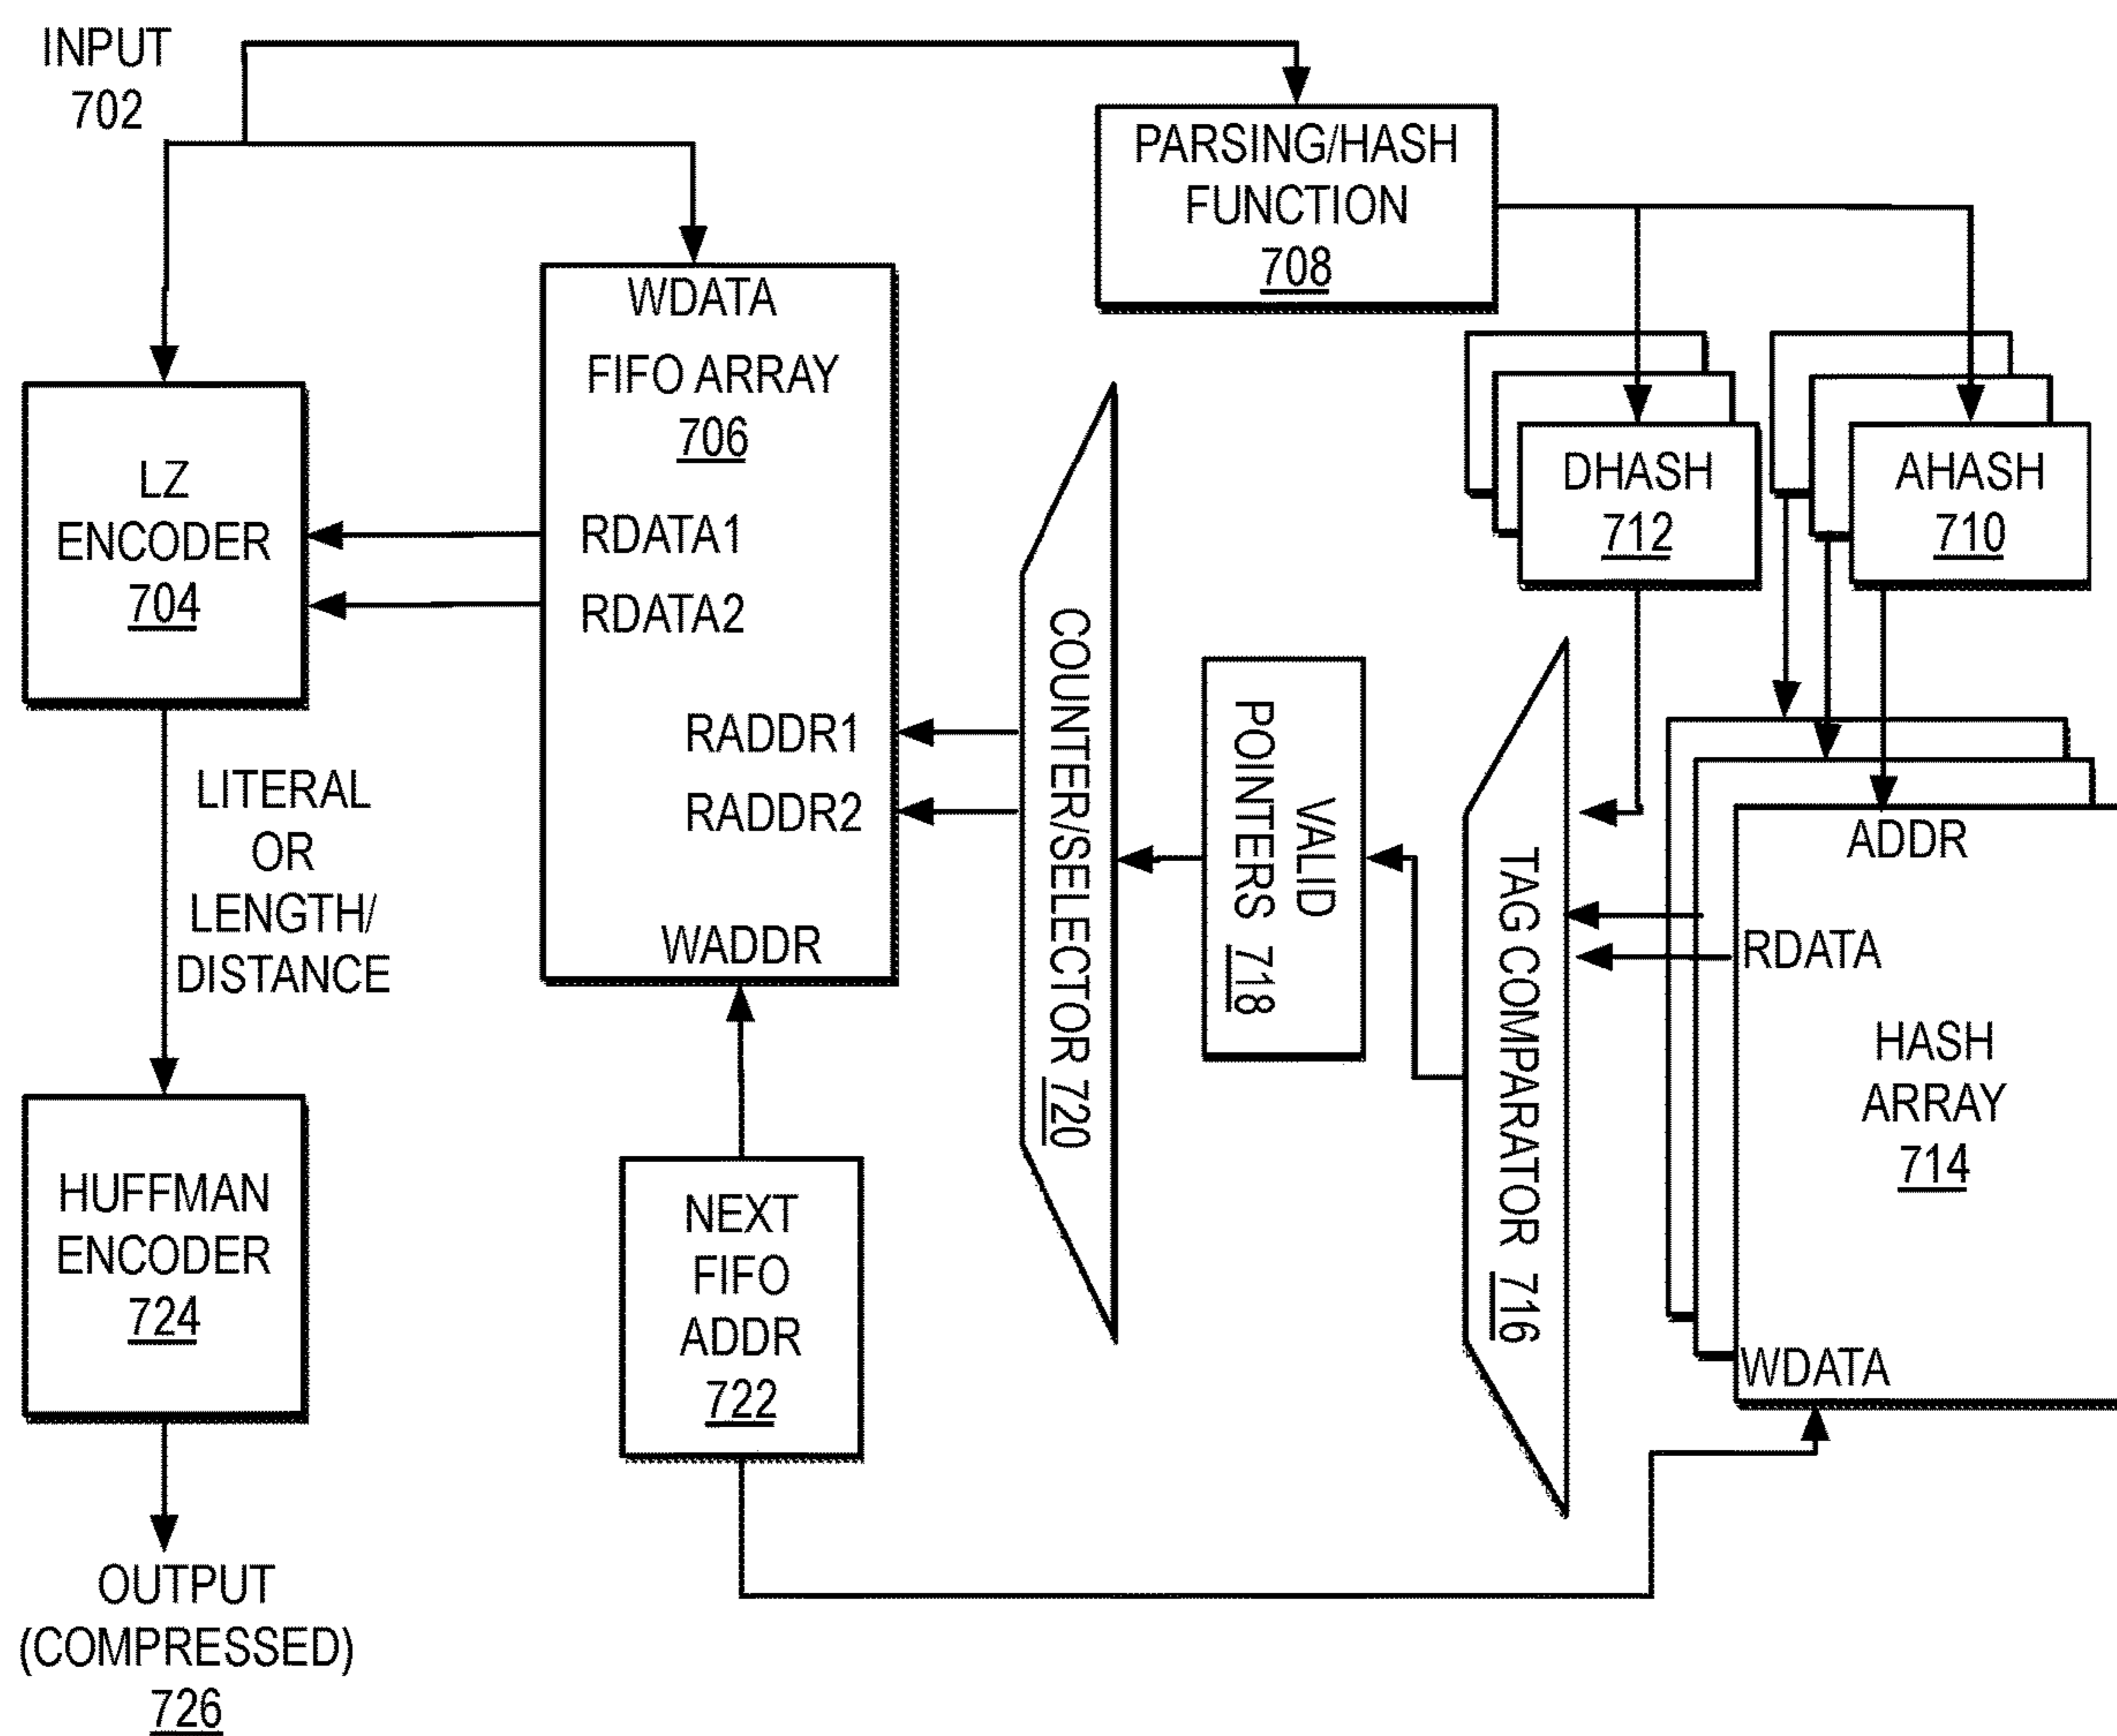 INPUT
702
PARSING/HASH
FUNCTION
708
WDATA
FIFO ARRAY
706
RDATA1
RDATA2
RADDR1
RADDR2
WADDR
LZ
ENCODER
704
DHASH
712
AHASH
710
COUNTER/SELECTOR 720
VALID
POINTERS 718
TAG COMPARATOR 716
ADDR
RDATA
HASH
ARRAY
714
WDATA
LITERAL
OR
LENGTH/
DISTANCE
HUFFMAN
ENCODER
724
NEXT
FIFO
ADDR
722
OUTPUT
(COMPRESSED)
726